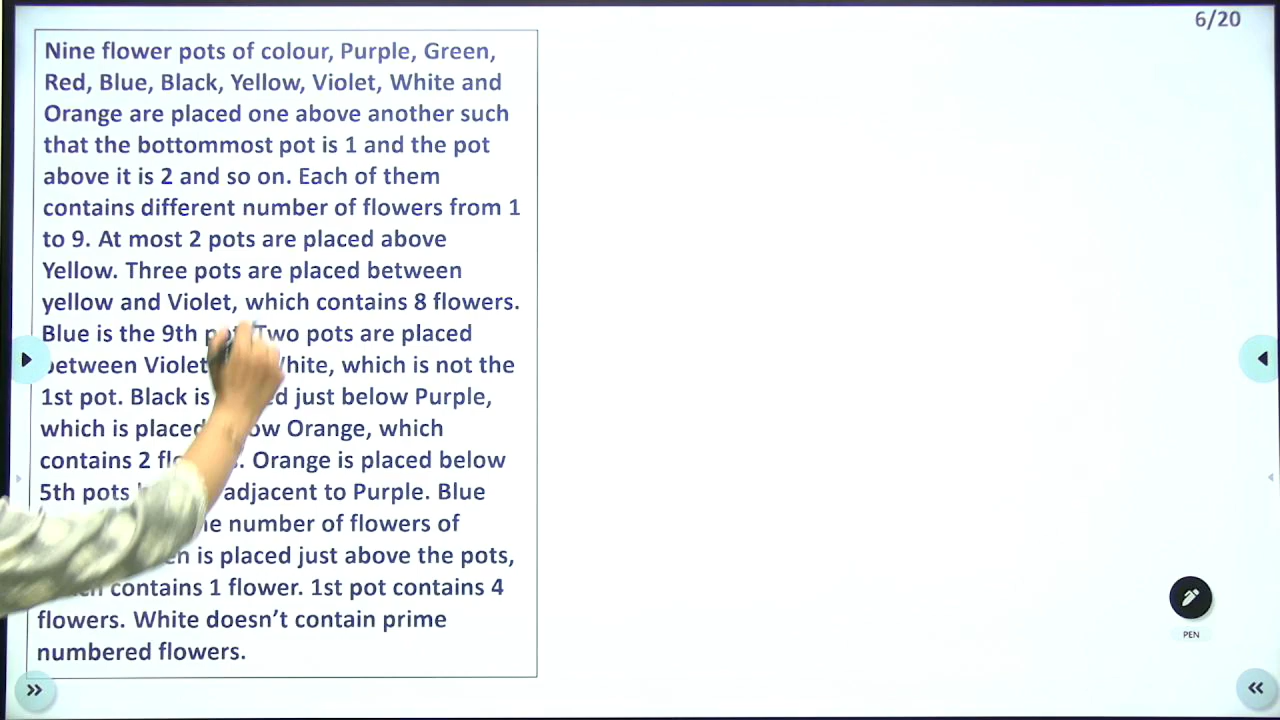 6/20
Nine flower pots of colour, Purple, Green,
Red, Blue, Black, Yellow, Violet, White and
Orange are placed one above another such
that the bottommost pot is 1 and the pot
above it is 2 and so on. Each of them
contains different number of flowers from 1
to 9. At most 2 pots are placed above
Yellow. Three pots are placed between
yellow and Violet, which contains 8 flowers.
Blue is the 9th Two pots are placed
between Violet which is not the
1st pot. Black is just below Purple,
which is placed Orange, which
contains 2 Orange is placed below
5th pots adjacent to Purple. Blue
number of flowers of
is placed just above the pots,
contains 1 flower. 1st pot contains 4
flowers. White doesn't contain prime
numbered flowers.
PEN